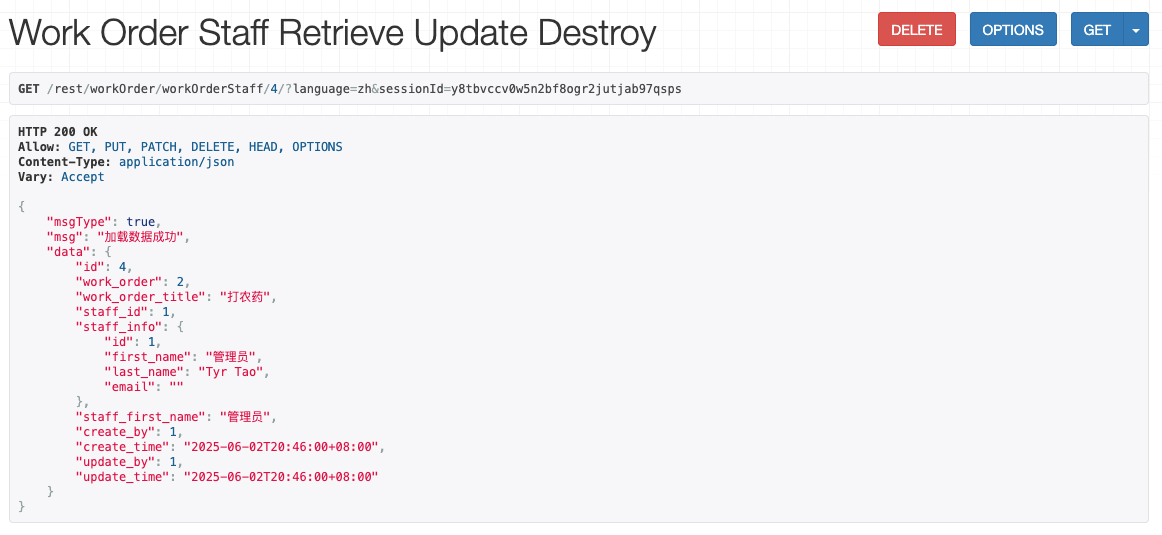 Work Order Staff Retrieve Update Destroy
DELETE
OPTIONS
GET
GET /rest/workOrder/workOrderStaff/4/?language=zh&sessionId=y8tbvccv0w5n2bf8ogr2jutjab97qsps
HTTP 200 OK
Allow: GET, PUT, PATCH, DELETE, HEAD, OPTIONS
Content-Type: application/json
Vary: Accept
{
    "msgType": true,
    "msg": "加载数据成功",
    "data": {
        "id": 4,
        "work_order": 2,
        "work_order_title": "打农药",
        "staff_id": 1,
        "staff_info": {
            "id": 1,
            "first_name": "管理员",
            "last_name": "Tyr Tao",
            "email": ""
        },
        "staff_first_name": "管理员",
        "create_by": 1,
        "create_time": "2025-06-02T20:46:00+08:00",
        "update_by": 1,
        "update_time": "2025-06-02T20:46:00+08:00"
    }
}